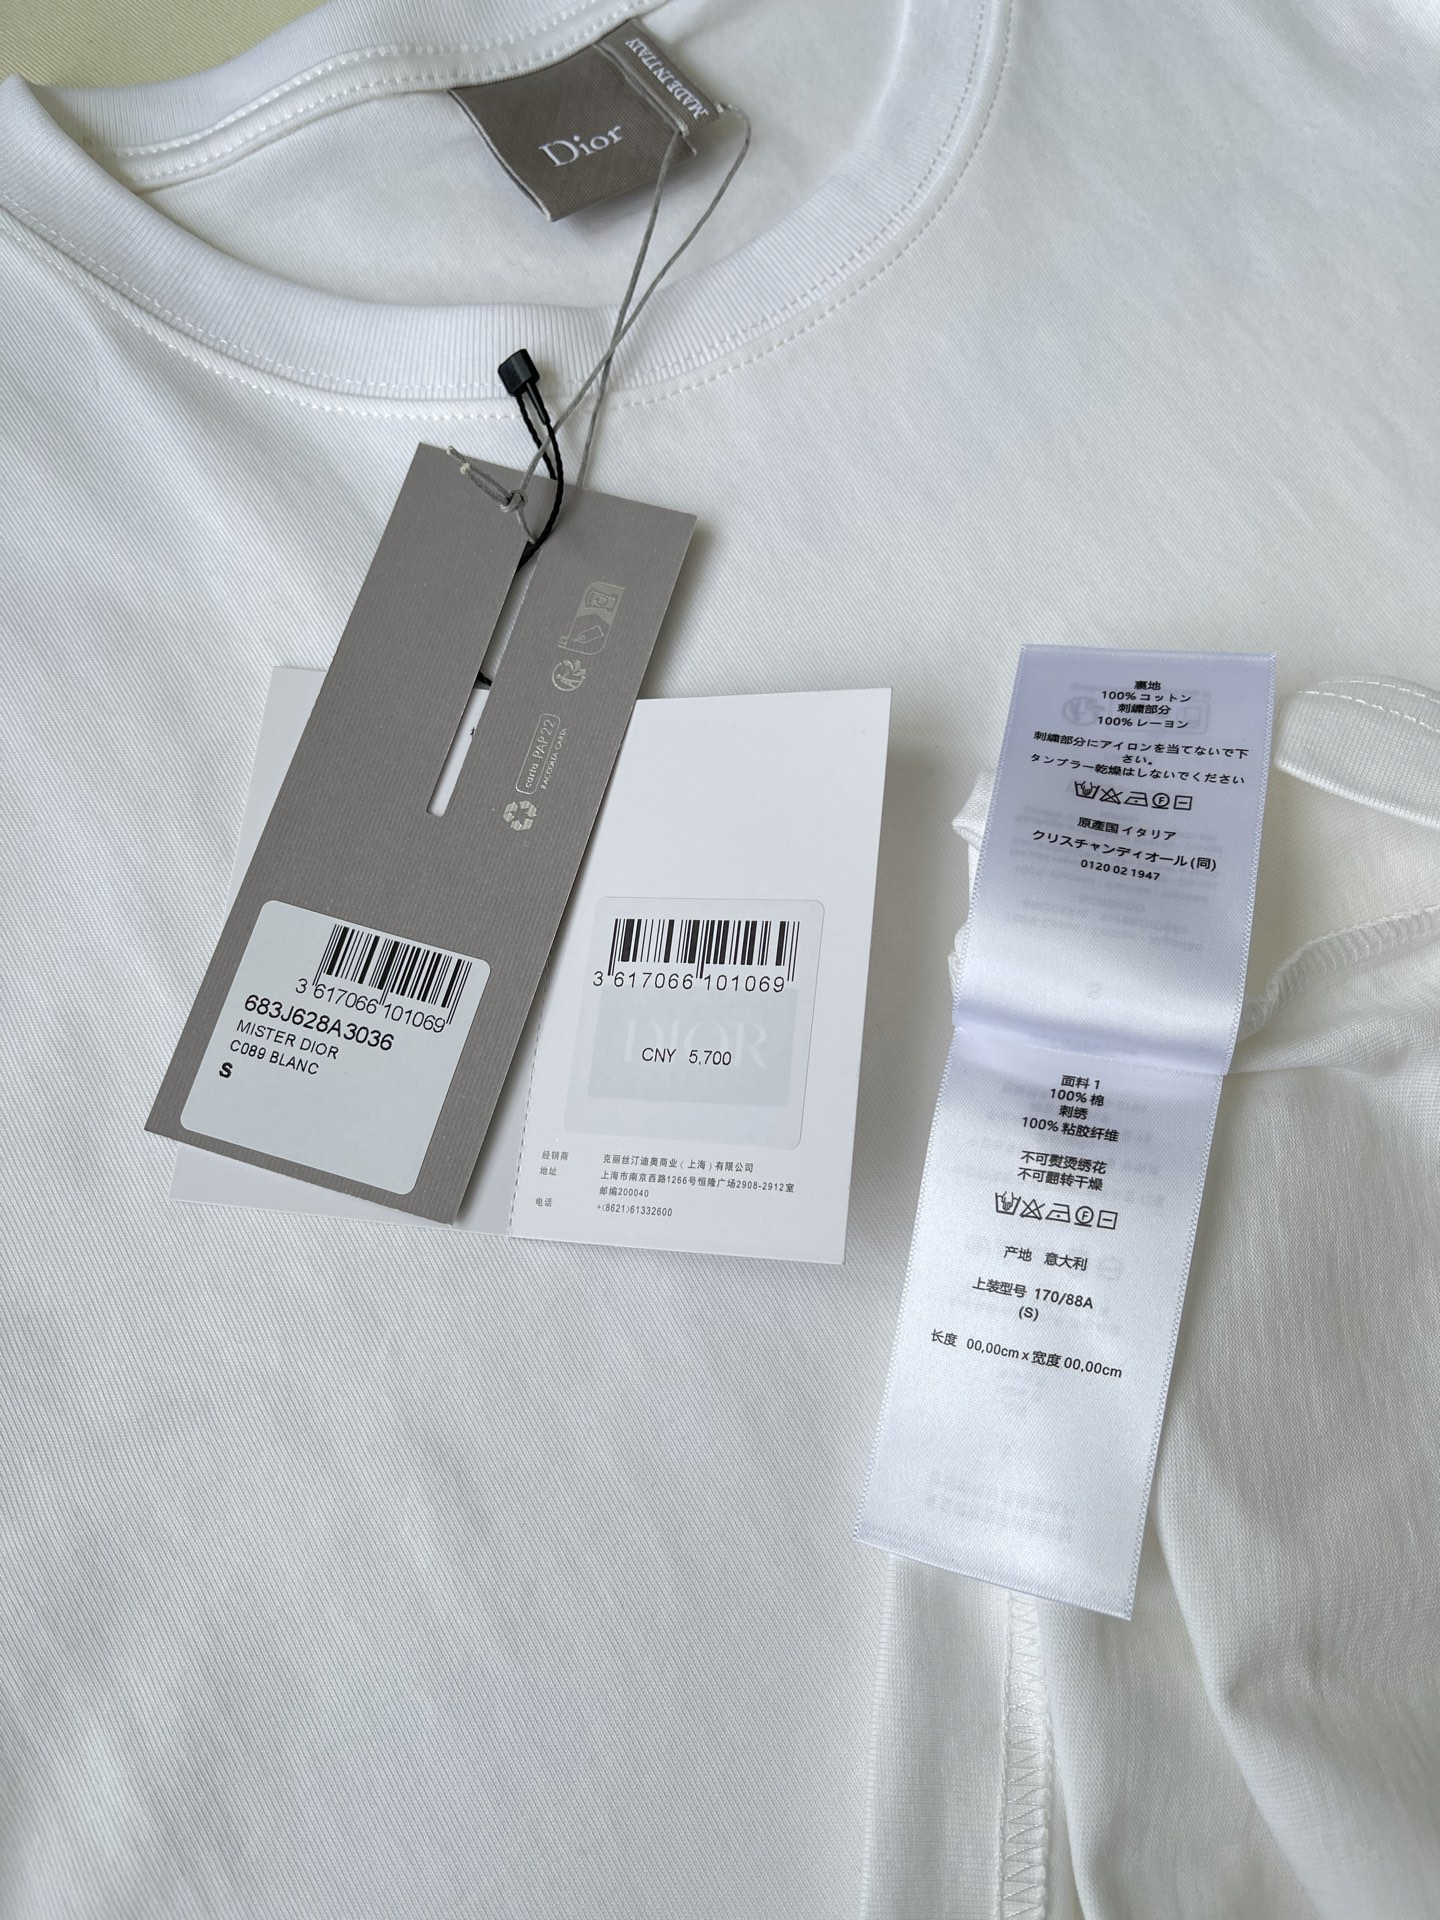 Dior
MADE IN ITALY
carta PAP 22
RACCOLTA CARTA
3 617066 101069
683J628A3036
MISTER DIOR
C089 BLANC
S
3 617066 101069
DIOR
CNY 5,700
经销商 克丽丝汀迪奥商业(上海)有限公司
地址: 上海市南京西路1266号恒隆广场2908-2912室
邮编200040
电话 +(8621)61332600
裏地
100% コットン
刺繍部分
100% レーヨン
刺繍部分にアイロンを当てないで下
さい。
タンブラー乾燥はしないでください
原産国 イタリア
クリスチャンディオール (同)
0120 02 1947
面料 1
100% 棉
刺绣
100% 粘胶纤维
不可熨烫绣花
不可翻转干燥
产地 意大利
上装型号 170/88A
(S)
长度 00,00cm x 宽度 00,00cm